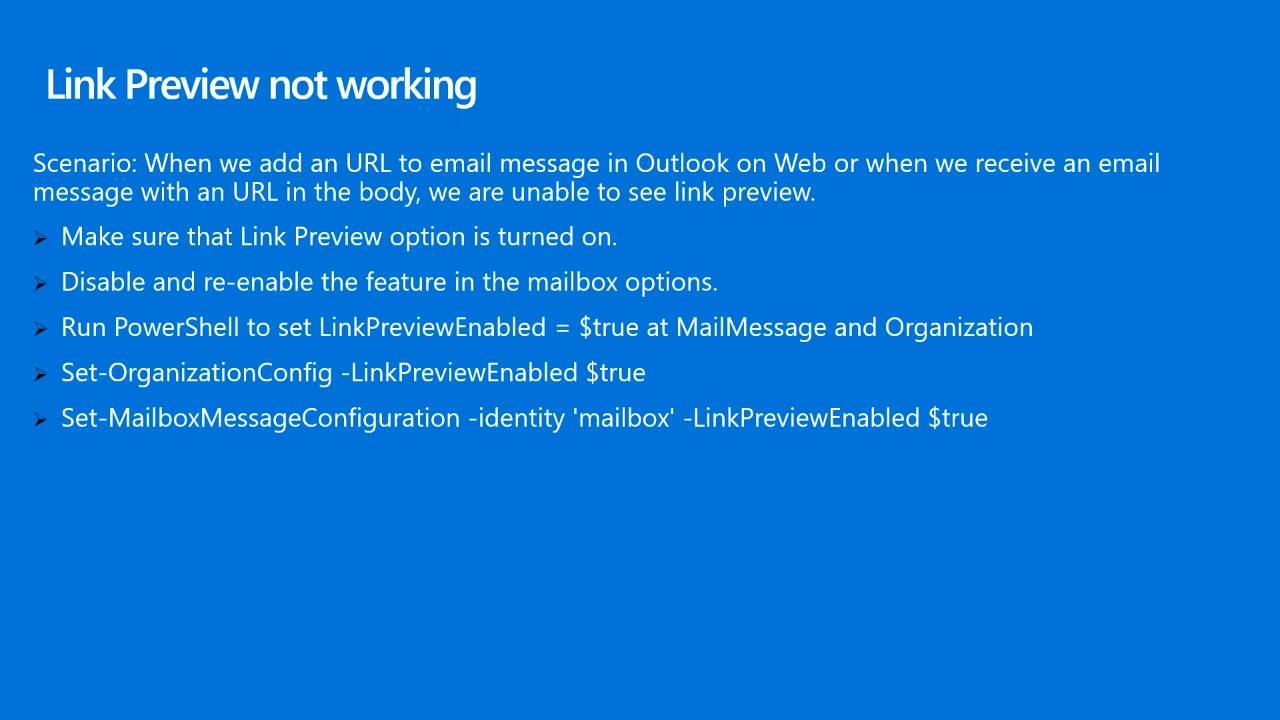 Link Preview not working
Scenario: When we add an URL to email message in Outlook on Web or when we receive an email
message with an URL in the body, we are unable to see link preview.
Make sure that Link Preview option is turned on.
Disable and re-enable the feature in the mailbox options.
Run PowerShell to set LinkPreviewEnabled = $true at MailMessage and Organization
Set-OrganizationConfig -LinkPreviewEnabled $true
Set-MailboxMessageConfiguration -identity 'mailbox' -LinkPreviewEnabled $true